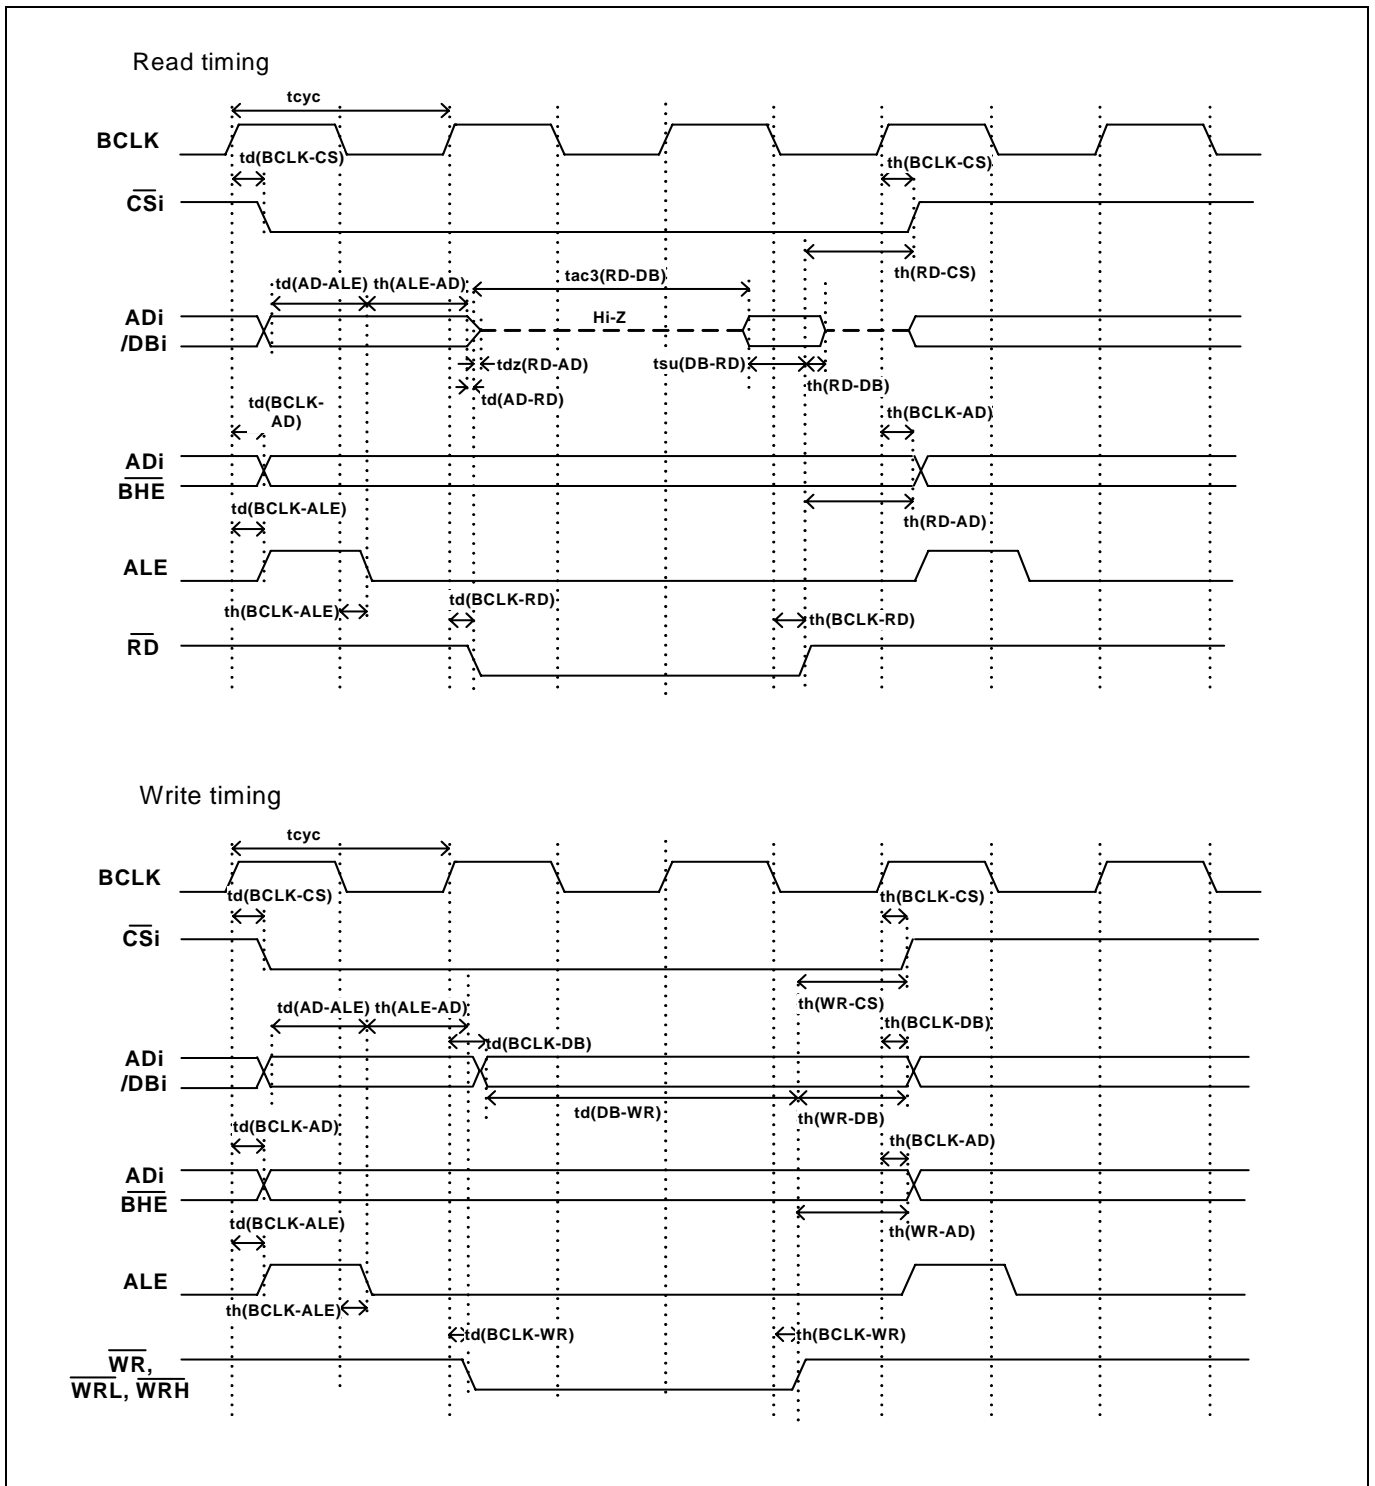 Read timing
tcyc
BCLK
td(BCLK-CS)
th(BCLK-CS)
CSi
th(RD-CS)
td(AD-ALE)
th(ALE-AD)
tac3(RD-DB)
ADi
/DBi
Hi-Z
tdz(RD-AD)
tsu(DB-RD)
th(RD-DB)
td(AD-RD)
td(BCLK-
AD)
th(BCLK-AD)
ADi
BHE
td(BCLK-ALE)
th(RD-AD)
ALE
th(BCLK-ALE)
td(BCLK-RD)
th(BCLK-RD)
RD
Write timing
tcyc
BCLK
td(BCLK-CS)
th(BCLK-CS)
CSi
th(WR-CS)
td(AD-ALE)
th(ALE-AD)
th(BCLK-DB)
td(BCLK-DB)
ADi
/DBi
td(DB-WR)
th(WR-DB)
td(BCLK-AD)
th(BCLK-AD)
ADi
BHE
td(BCLK-ALE)
th(WR-AD)
ALE
th(BCLK-ALE)
td(BCLK-WR)
th(BCLK-WR)
WR,
WRL, WRH